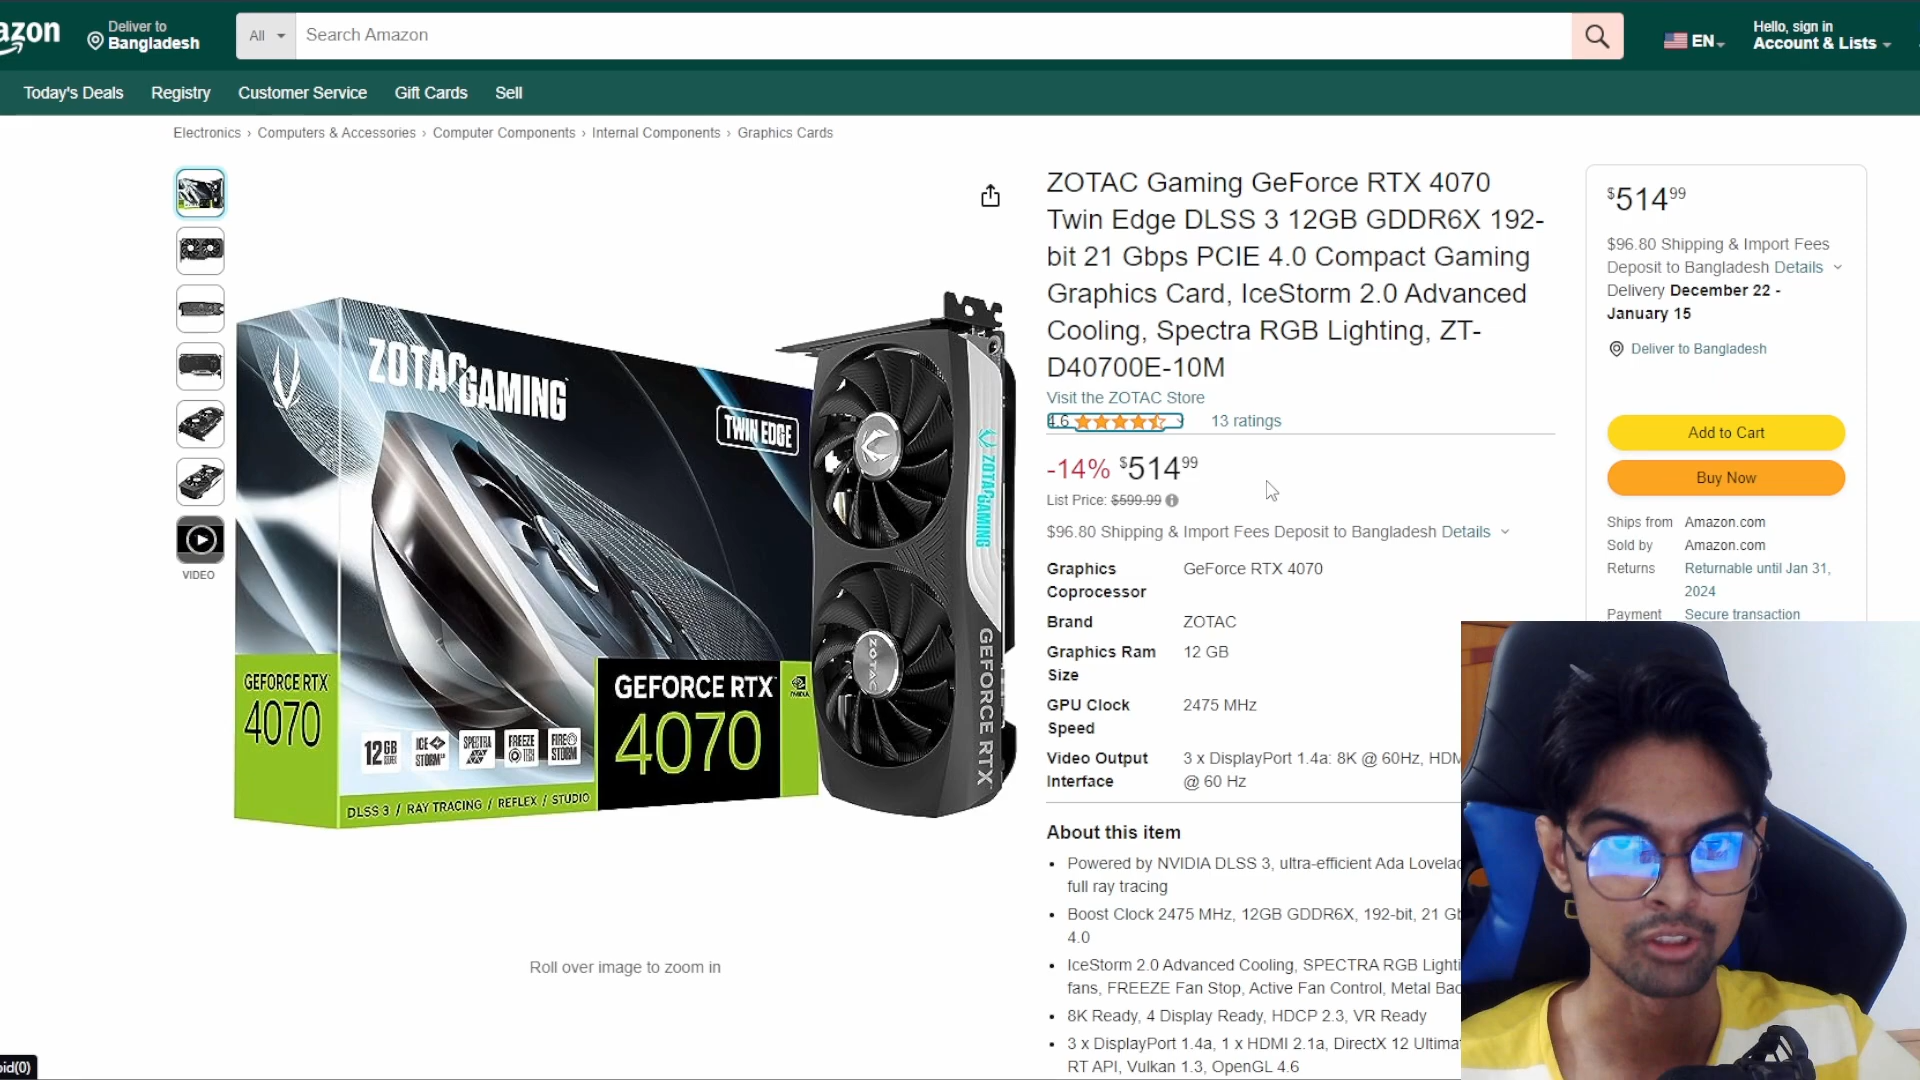 azon
Deliver to
Bangladesh
All
Search Amazon
EN
Hello, sign in
Account & Lists
Today's Deals
Registry
Customer Service
Gift Cards
Sell
Electronics › Computers & Accessories › Computer Components › Internal Components › Graphics Cards
VIDEO
ZOTAC GAMING
TWIN EDGE
GEFORCE RTX
4070
12GB
ICE
STORM
SPECTRA
FREEZE
TECH
FIRE
STORM
DLSS 3 / RAY TRACING / REFLEX / STUDIO
GEFORCE RTX
4070
NVIDIA
ZOTAC GAMING
ZOTAC
GEFORCE RTX
Roll over image to zoom in
ZOTAC Gaming GeForce RTX 4070
Twin Edge DLSS 3 12GB GDDR6X 192-
bit 21 Gbps PCIE 4.0 Compact Gaming
Graphics Card, IceStorm 2.0 Advanced
Cooling, Spectra RGB Lighting, ZT-
D40700E-10M
Visit the ZOTAC Store
4.6
13 ratings
-14% $514 99
List Price: $599.99
$96.80 Shipping & Import Fees Deposit to Bangladesh Details
Graphics
Coprocessor
GeForce RTX 4070
Brand
ZOTAC
Graphics Ram
Size
12 GB
GPU Clock
Speed
2475 MHz
Video Output
Interface
3 x DisplayPort 1.4a: 8K @ 60Hz, HDM
@ 60 Hz
About this item
• Powered by NVIDIA DLSS 3, ultra-efficient Ada Lovelac
full ray tracing
• Boost Clock 2475 MHz, 12GB GDDR6X, 192-bit, 21 Gb
4.0
• IceStorm 2.0 Advanced Cooling, SPECTRA RGB Lighti
fans, FREEZE Fan Stop, Active Fan Control, Metal Bac
• 8K Ready, 4 Display Ready, HDCP 2.3, VR Ready
• 3 x DisplayPort 1.4a, 1 x HDMI 2.1a, DirectX 12 Ultima
RT API, Vulkan 1.3, OpenGL 4.6
$514 99
$96.80 Shipping & Import Fees
Deposit to Bangladesh Details
Delivery December 22 -
January 15
Deliver to Bangladesh
Add to Cart
Buy Now
Ships from Amazon.com
Sold by Amazon.com
Returns Returnable until Jan 31,
2024
Payment Secure transaction
oid(0)